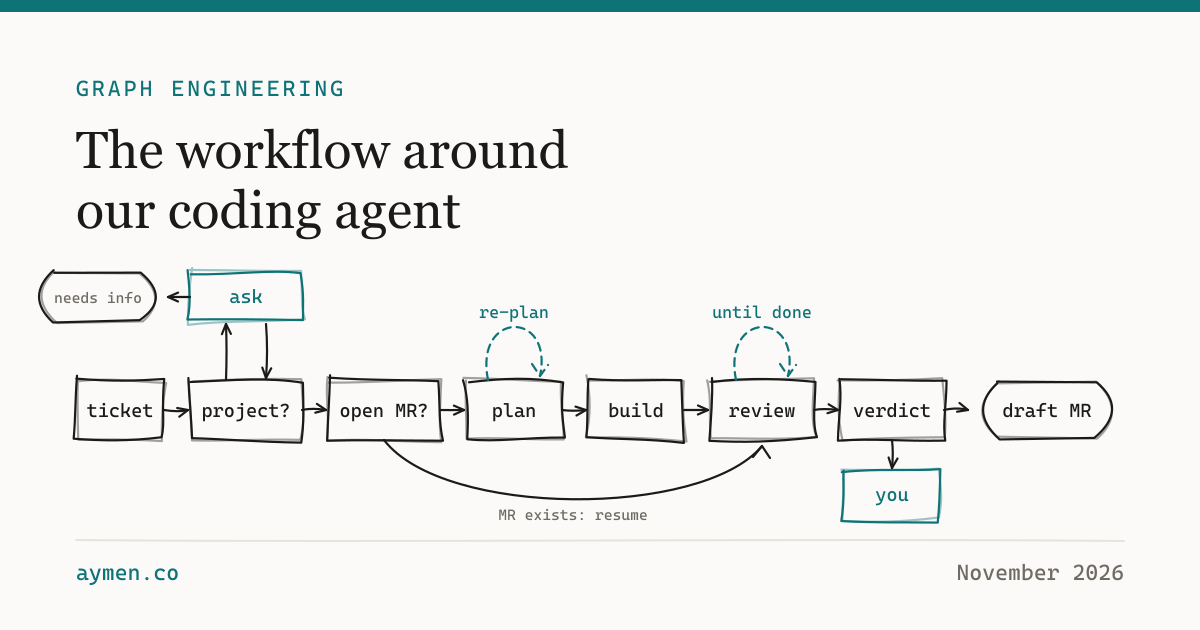 GRAPH ENGINEERING
The workflow around
our coding agent
needs info
ask
re-plan
until done
ticket
project?
open MR?
plan
build
review
verdict
draft MR
you
MR exists: resume
aymen.co
November 2026